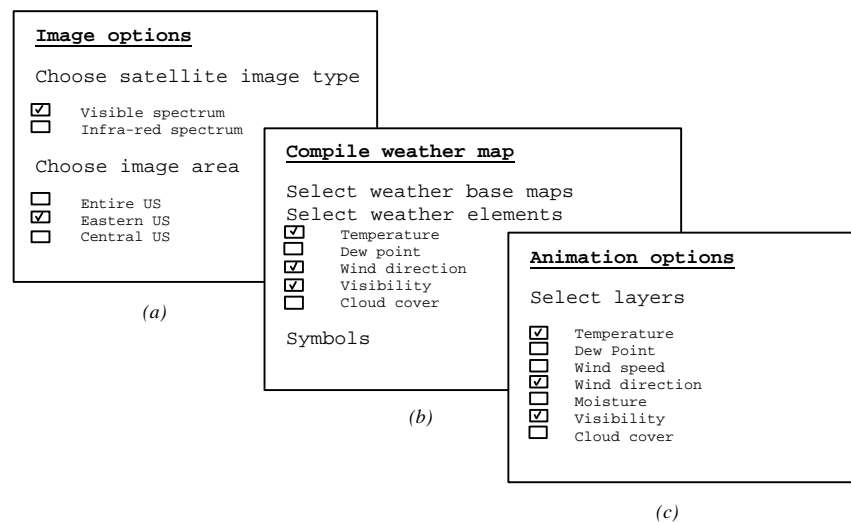 Image options
Choose satellite image type
Visible spectrum
Infra-red spectrum
Choose image area
Entire US
Eastern US
Central US
(a)
Compile weather map
Select weather base maps
Select weather elements
Temperature
Dew point
Wind direction
Visibility
Cloud cover
Symbols
(b)
Animation options
Select layers
Temperature
Dew Point
Wind speed
Wind direction
Moisture
Visibility
Cloud cover
(c)